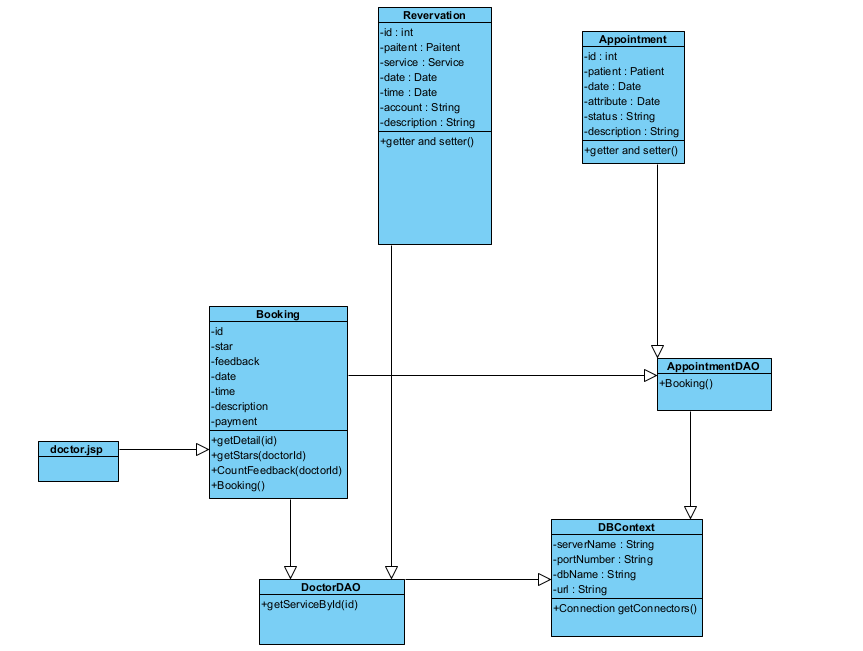 Revervation
-id : int
-paitent : Paitent
-service : Service
-date : Date
-time : Date
-account : String
-description : String
+getter and setter()
Appointment
-id : int
-patient : Patient
-date : Date
-attribute : Date
-status : String
-description : String
+getter and setter()
Booking
-id
-star
-feedback
-date
-time
-description
-payment
+getDetail(id)
+getStars(doctorId)
+CountFeedback(doctorId)
+Booking()
AppointmentDAO
+Booking()
doctor.jsp
DBContext
-serverName : String
-portNumber : String
-dbName : String
-url : String
+Connection getConnectors()
DoctorDAO
+getServiceById(id)